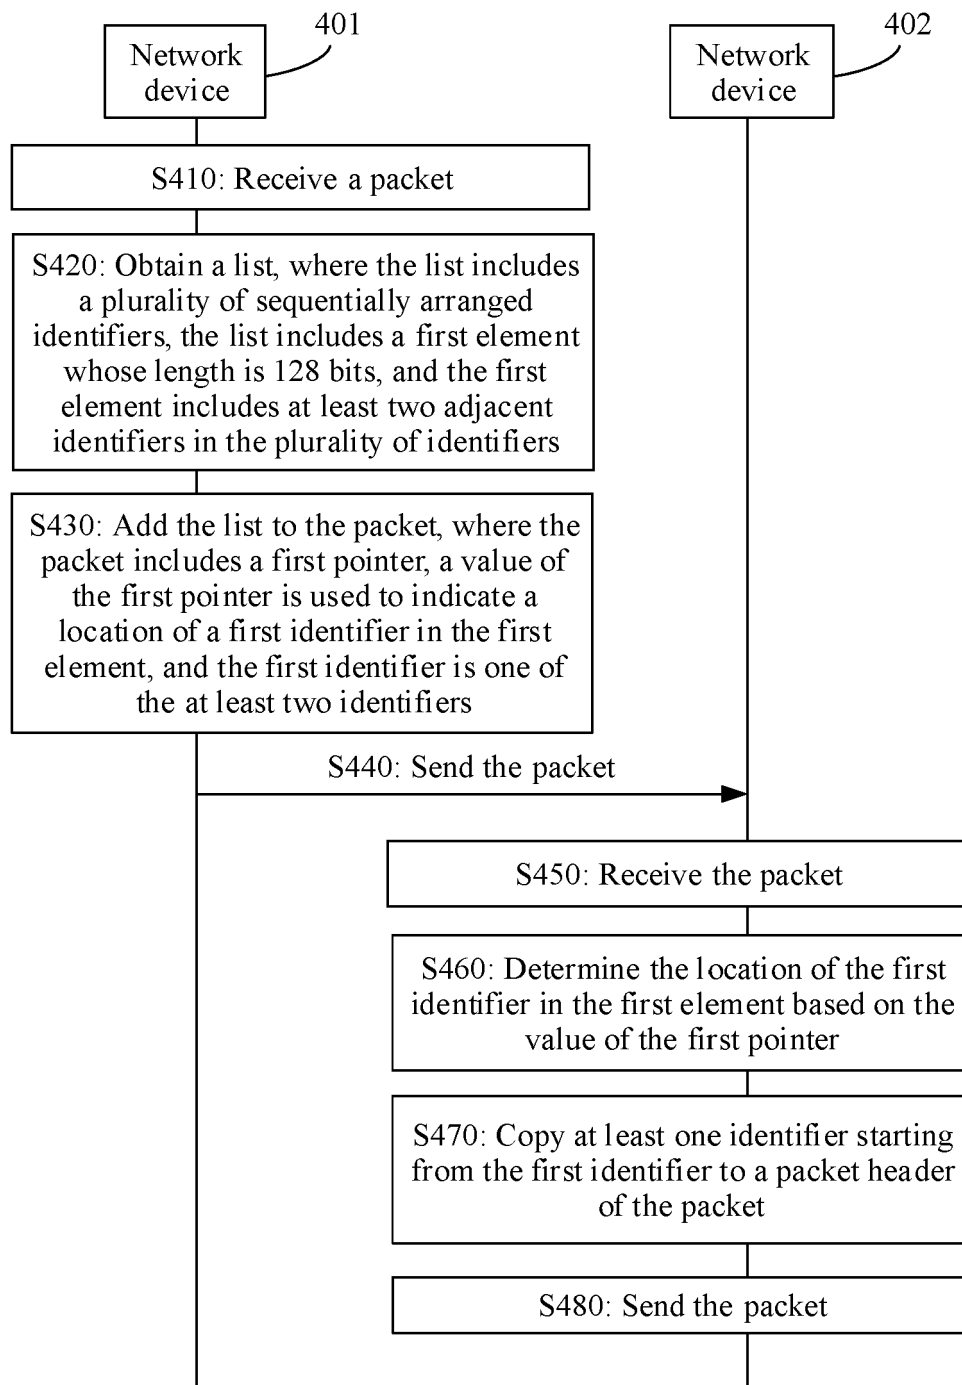 401
402
Network
device
Network
device
S410: Receive a packet
S420: Obtain a list, where the list includes
a plurality of sequentially arranged
identifiers, the list includes a first element
whose length is 128 bits, and the first
element includes at least two adjacent
identifiers in the plurality of identifiers
S430: Add the list to the packet, where the
packet includes a first pointer, a value of
the first pointer is used to indicate a
location of a first identifier in the first
element, and the first identifier is one of
the at least two identifiers
S440: Send the packet
S450: Receive the packet
S460: Determine the location of the first
identifier in the first element based on the
value of the first pointer
S470: Copy at least one identifier starting
from the first identifier to a packet header
of the packet
S480: Send the packet